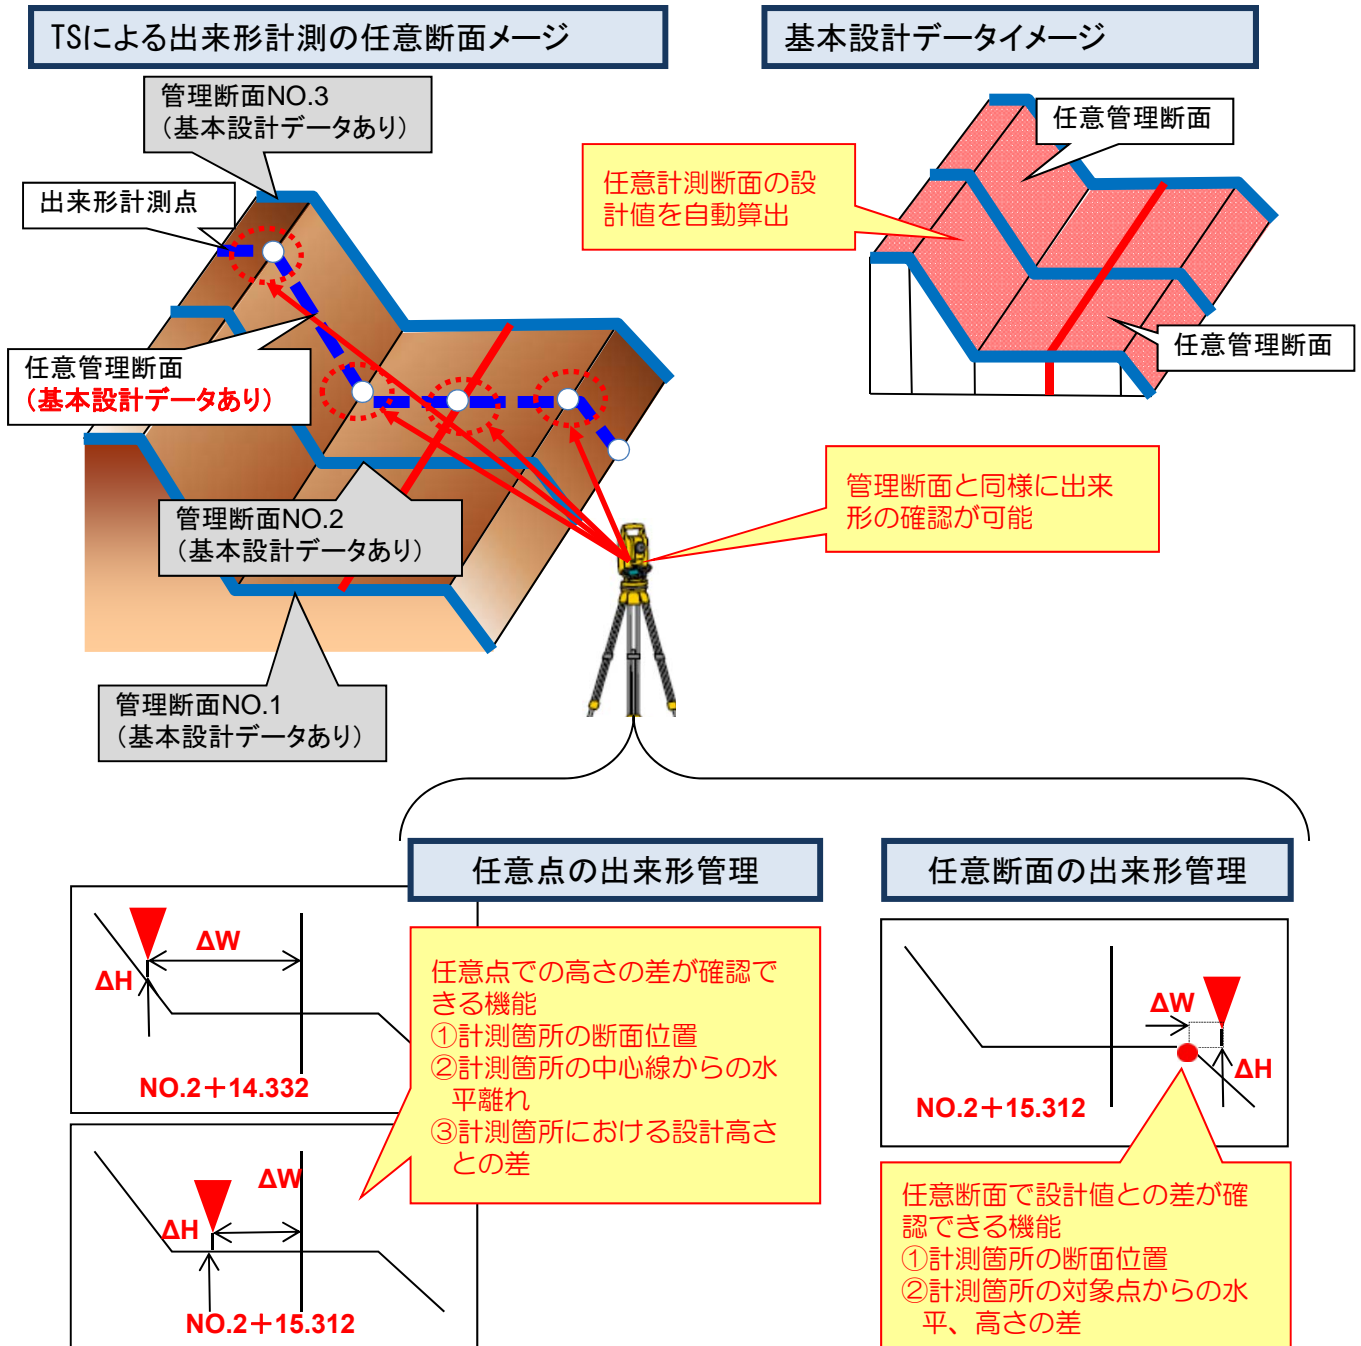 TSによる出来形計測の任意断面メージ
基本設計データイメージ
管理断面NO.3
（基本設計データあり）
出来形計測点
任意管理断面
（基本設計データあり）
管理断面NO.2
（基本設計データあり）
管理断面NO.1
（基本設計データあり）
任意計測断面の設
計値を自動算出
任意管理断面
任意管理断面
管理断面と同様に出来
形の確認が可能
任意点の出来形管理
ΔW
ΔH
NO.2＋14.332
ΔW
ΔH
NO.2＋15.312
任意点での高さの差が確認で
きる機能
①計測箇所の断面位置
②計測箇所の中心線からの水
平離れ
③計測箇所における設計高さ
との差
任意断面の出来形管理
ΔW
ΔH
NO.2＋15.312
任意断面で設計値との差が確
認できる機能
①計測箇所の断面位置
②計測箇所の対象点からの水
平、高さの差